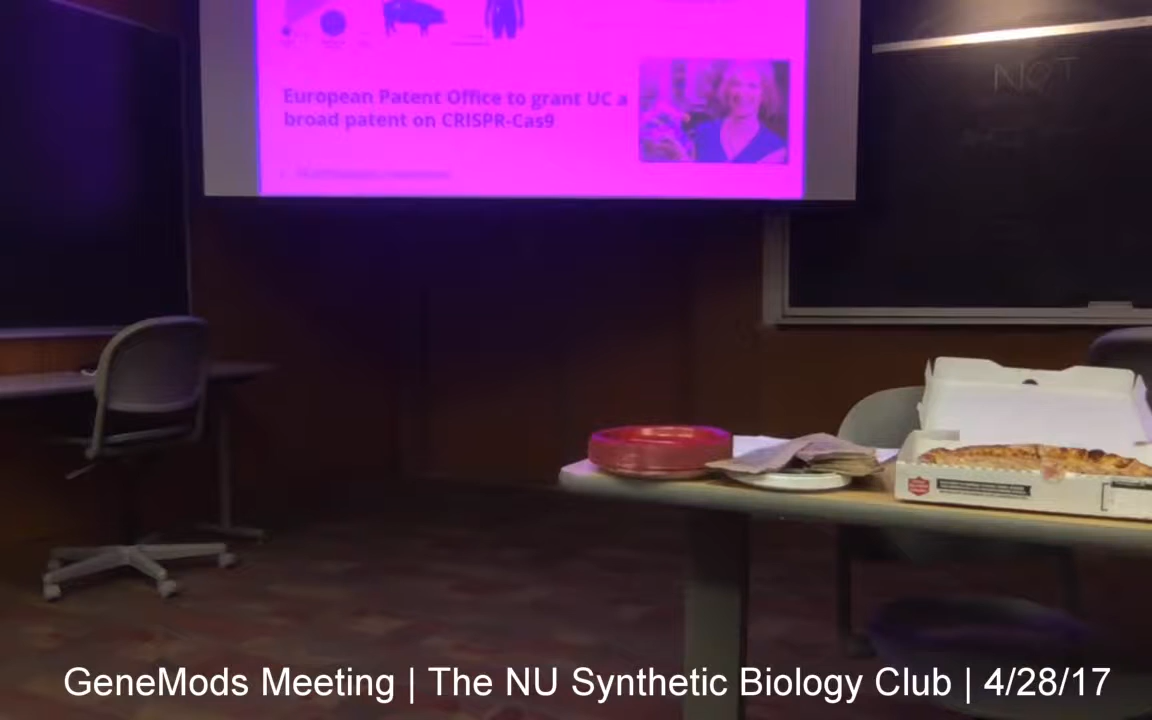 European Patent Office to grant UC a
broad patent on CRISPR-Cas9
NOT
GeneMods Meeting | The NU Synthetic Biology Club | 4/28/17